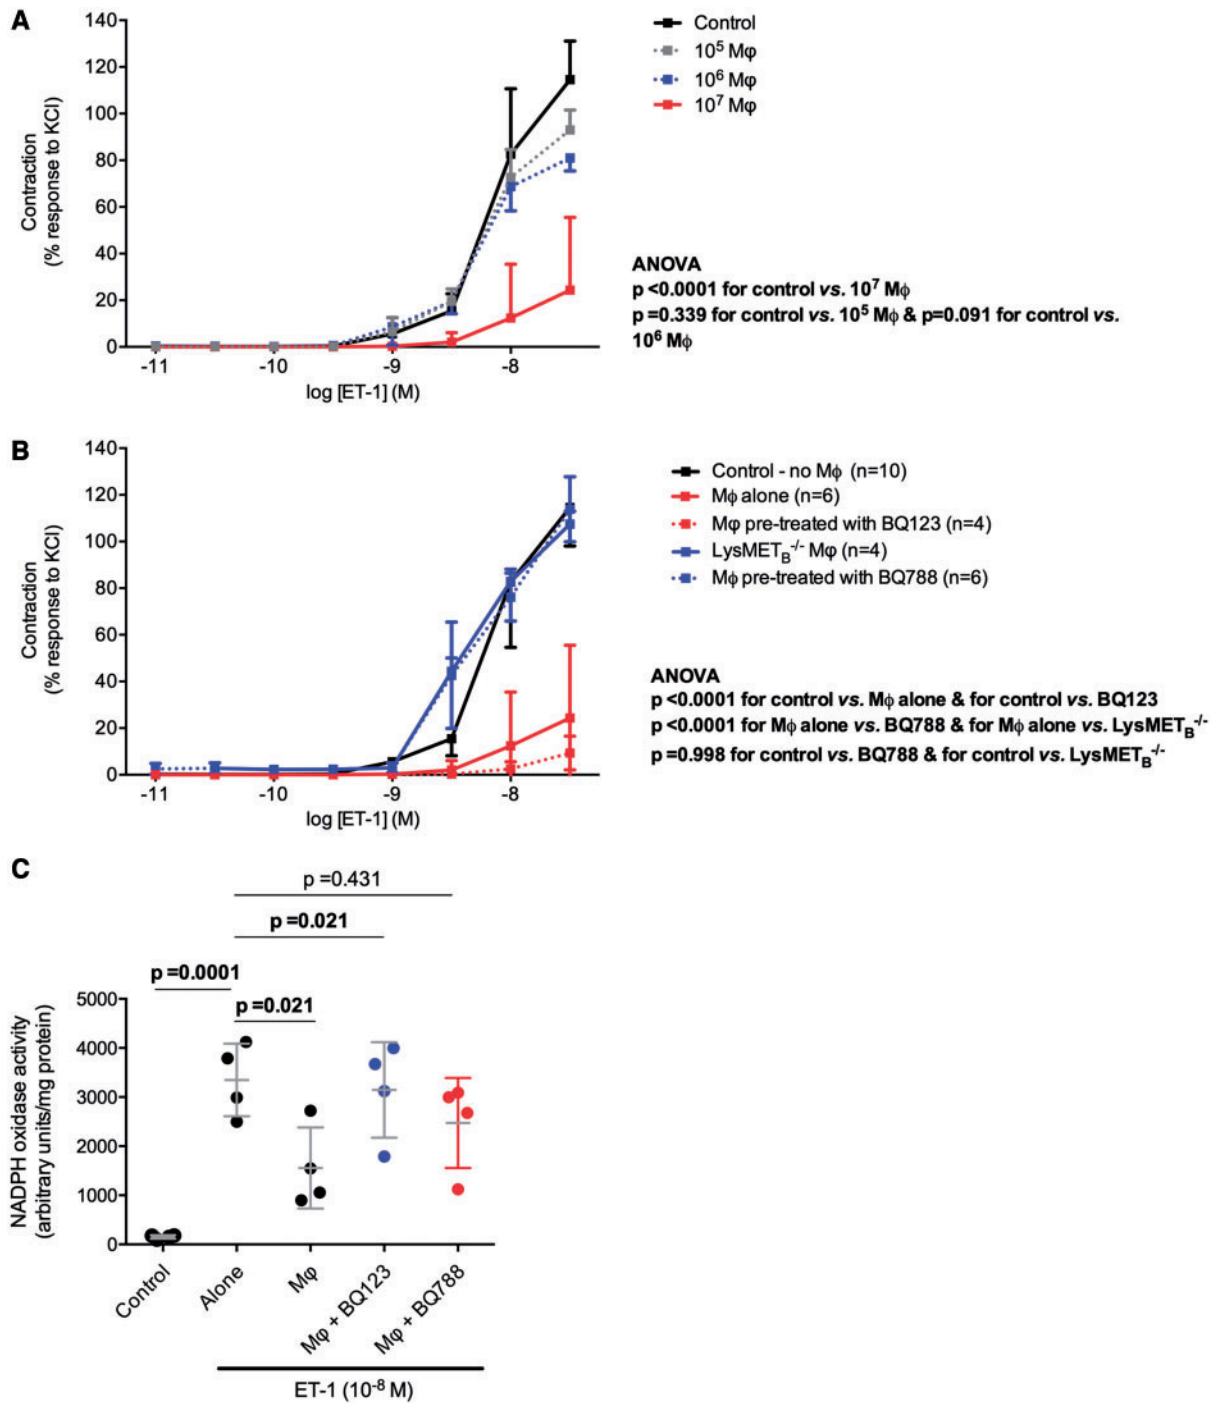 A
140
120
100
80
60
40
20
0
Contraction
(% response to KCl)
-11
-10
-9
-8
log [ET-1] (M)
Control
10⁵ Mφ
10⁶ Mφ
10⁷ Mφ
ANOVA
p <0.0001 for control vs. 10⁷ Mϕ
p =0.339 for control vs. 10⁵ Mϕ & p=0.091 for control vs.
10⁶ Mϕ
B
140
120
100
80
60
40
20
0
Contraction
(% response to KCl)
-11
-10
-9
-8
log [ET-1] (M)
Control - no Mϕ (n=10)
Mϕ alone (n=6)
Mφ pre-treated with BQ123 (n=4)
LysMET_B⁻/⁻ Mφ (n=4)
Mϕ pre-treated with BQ788 (n=6)
ANOVA
p <0.0001 for control vs. Mϕ alone & for control vs. BQ123
p <0.0001 for Mϕ alone vs. BQ788 & for Mϕ alone vs. LysMET_B⁻/⁻
p =0.998 for control vs. BQ788 & for control vs. LysMET_B⁻/⁻
C
p =0.431
p =0.021
p =0.0001
p =0.021
5000
4000
3000
2000
1000
0
NADPH oxidase activity
(arbitrary units/mg protein)
Control
Alone
Mφ
Mφ + BQ123
Mφ + BQ788
ET-1 (10⁻⁸ M)